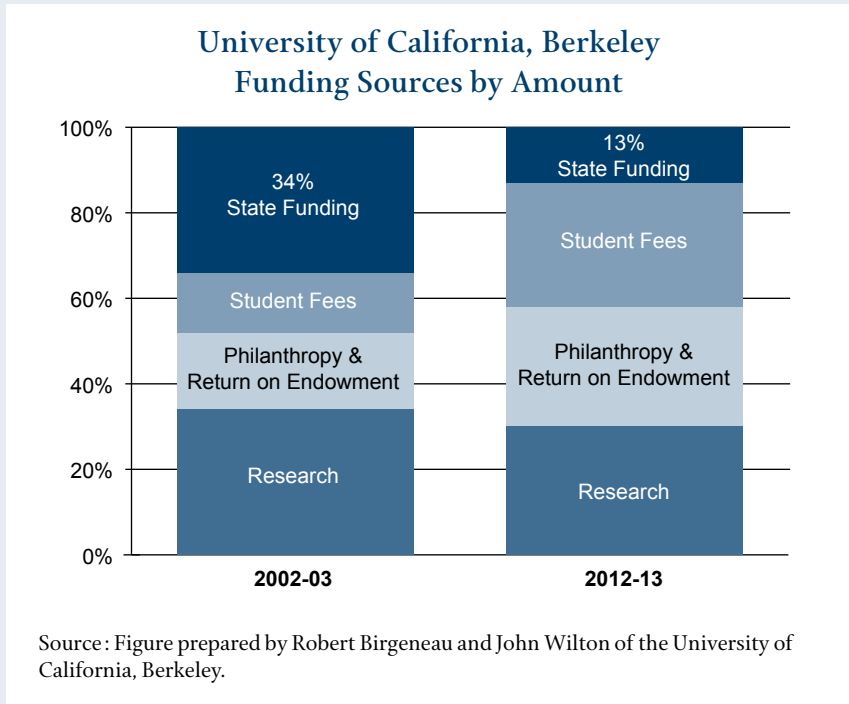 University of California, Berkeley
Funding Sources by Amount
100%
80%
60%
40%
20%
0%
34%
State Funding
Student Fees
Philanthropy &
Return on Endowment
Research
13%
State Funding
Student Fees
Philanthropy &
Return on Endowment
Research
2002-03
2012-13
Source: Figure prepared by Robert Birgeneau and John Wilton of the University of
California, Berkeley.